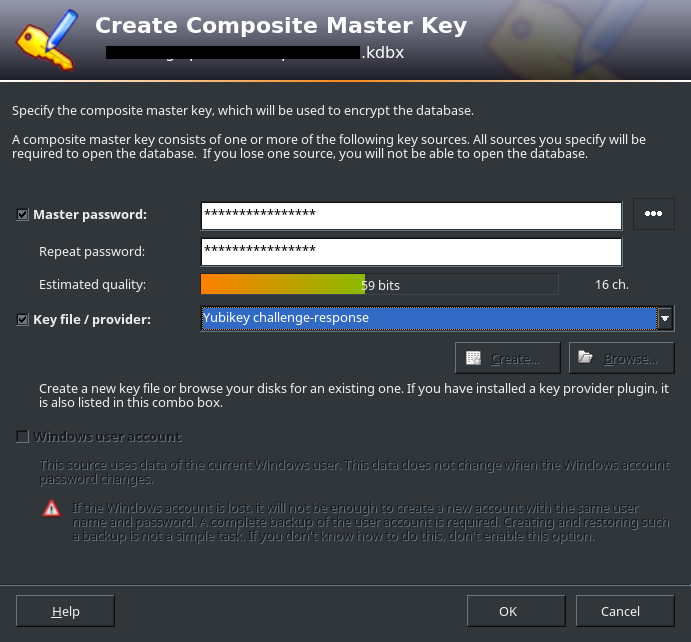 Create Composite Master Key
.kdbx
Specify the composite master key, which will be used to encrypt the database.
A composite master key consists of one or more of the following key sources. All sources you specify will be
required to open the database.  If you lose one source, you will not be able to open the database.
Master password:
****************
Repeat password:
****************
Estimated quality:
59 bits
16 ch.
Key file / provider:
Yubikey challenge-response
Create...
Browse...
Create a new key file or browse your disks for an existing one. If you have installed a key provider plugin, it
is also listed in this combo box.
Windows user account
This source uses data of the current Windows user. This data does not change when the Windows account
password changes.
If the Windows account is lost, it will not be enough to create a new account with the same user
name and password. A complete backup of the user account is required. Creating and restoring such
a backup is not a simple task. If you don't know how to do this, don't enable this option.
Help
OK
Cancel